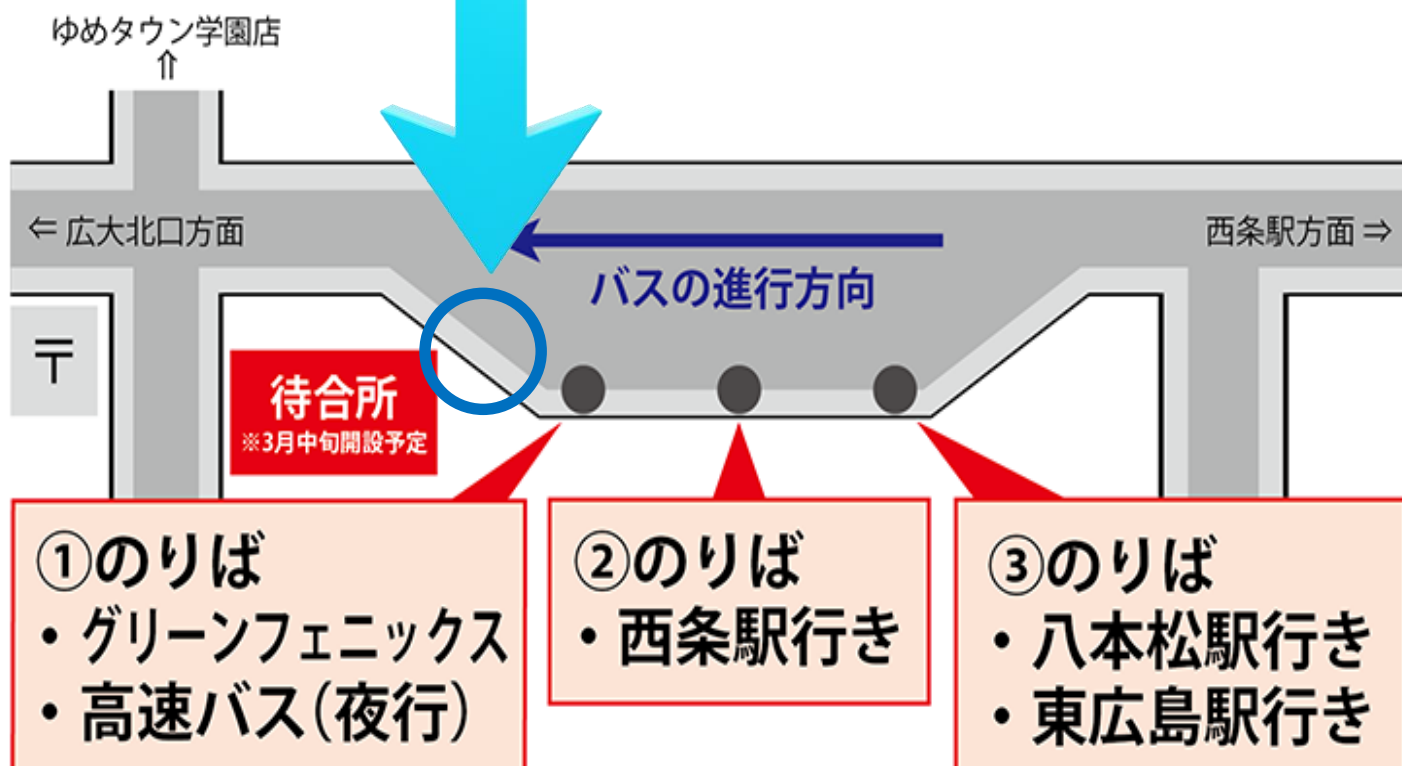 ゆめタウン学園店
⇑
⇐ 広大北口方面
西条駅方面 ⇒
バスの進行方向
〒
待合所
※3月中旬開設予定
①のりば
・グリーンフェニックス
・高速バス(夜行)
②のりば
・西条駅行き
③のりば
・八本松駅行き
・東広島駅行き